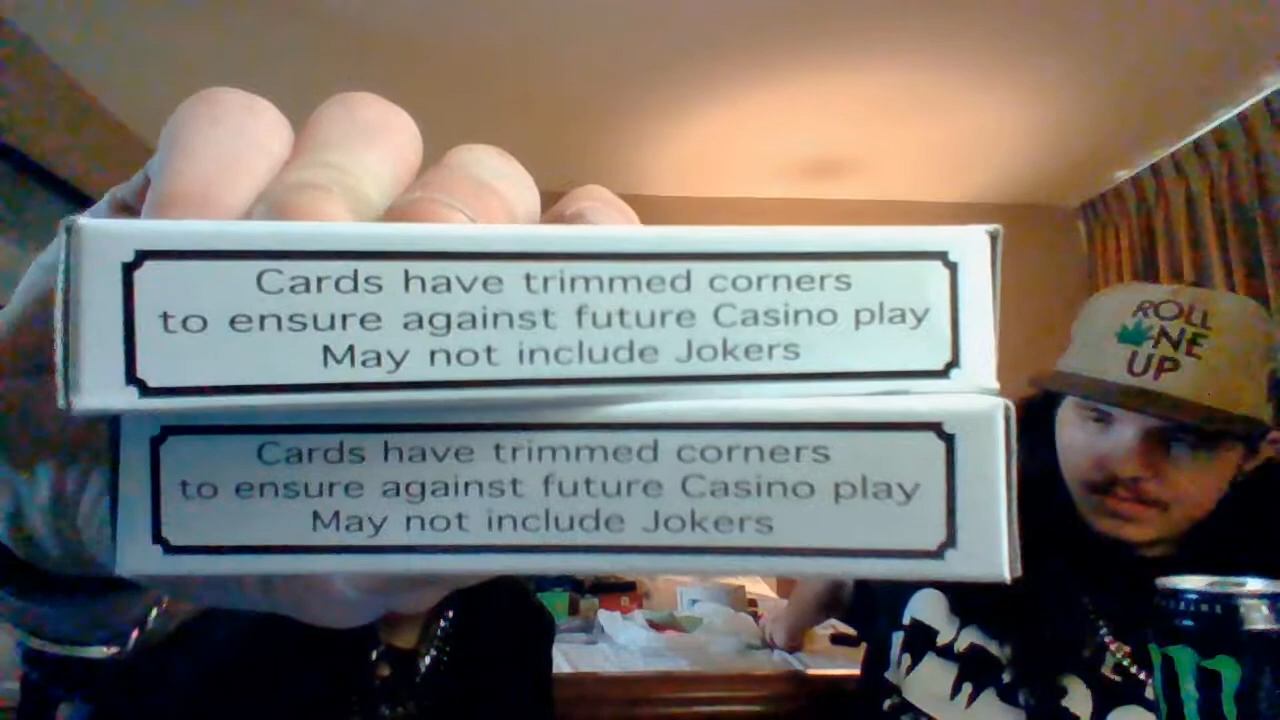 Cards have trimmed corners
to ensure against future Casino play
May not include Jokers
Cards have trimmed corners
to ensure against future Casino play
May not include Jokers
ROLL
NE
UP